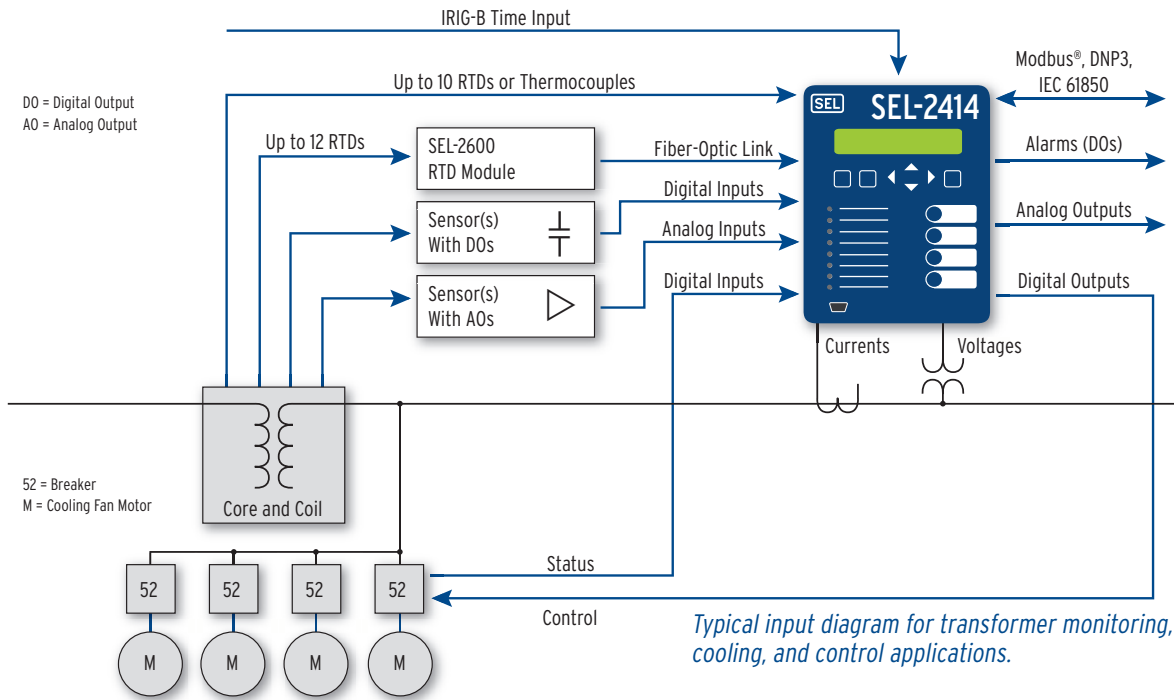 IRIG-B Time Input
Up to 10 RTDs or Thermocouples
Modbus®, DNP3,
IEC 61850
DO = Digital Output
AO = Analog Output
SEL
SEL-2414
Up to 12 RTDs
SEL-2600
RTD Module
Fiber-Optic Link
Alarms (DOs)
Sensor(s)
With DOs
Digital Inputs
Analog Inputs
Analog Outputs
Sensor(s)
With AOs
Digital Inputs
Digital Outputs
Currents
Voltages
52 = Breaker
M = Cooling Fan Motor
Core and Coil
Status
52
52
52
52
Control
M
M
M
M
Typical input diagram for transformer monitoring,
cooling, and control applications.